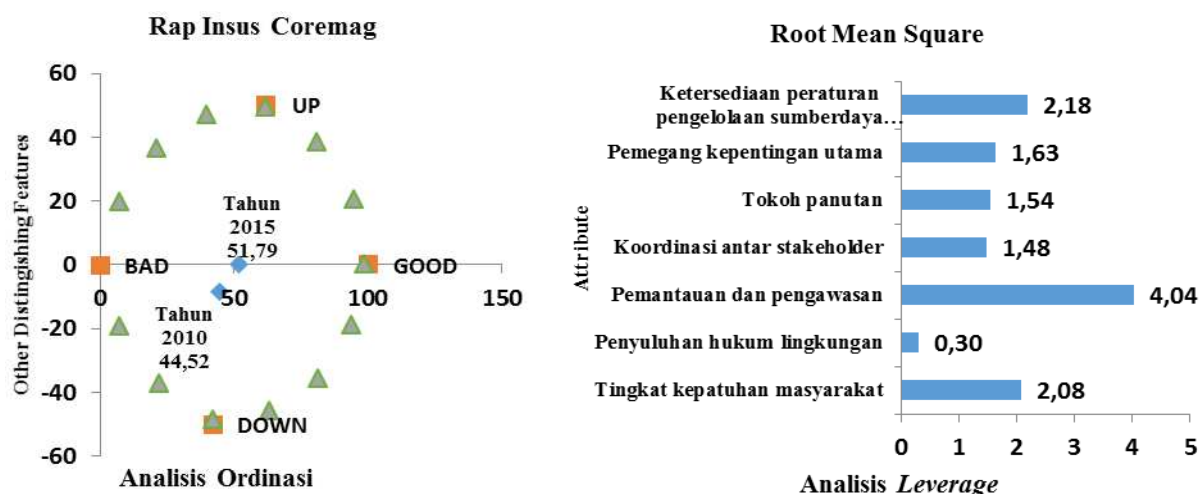 Rap Insus Coremag
Other Distingishing Features
60
40
20
0
-20
-40
-60
0
50
100
150
UP
BAD
GOOD
DOWN
Tahun
2015
51,79
Tahun
2010
44,52
Analisis Ordinasi
Root Mean Square
Attribute
Ketersediaan peraturan
pengelolaan sumberdaya…
2,18
Pemegang kepentingan utama
1,63
Tokoh panutan
1,54
Koordinasi antar stakeholder
1,48
Pemantauan dan pengawasan
4,04
Penyuluhan hukum lingkungan
0,30
Tingkat kepatuhan masyarakat
2,08
0
1
2
3
4
5
Analisis Leverage